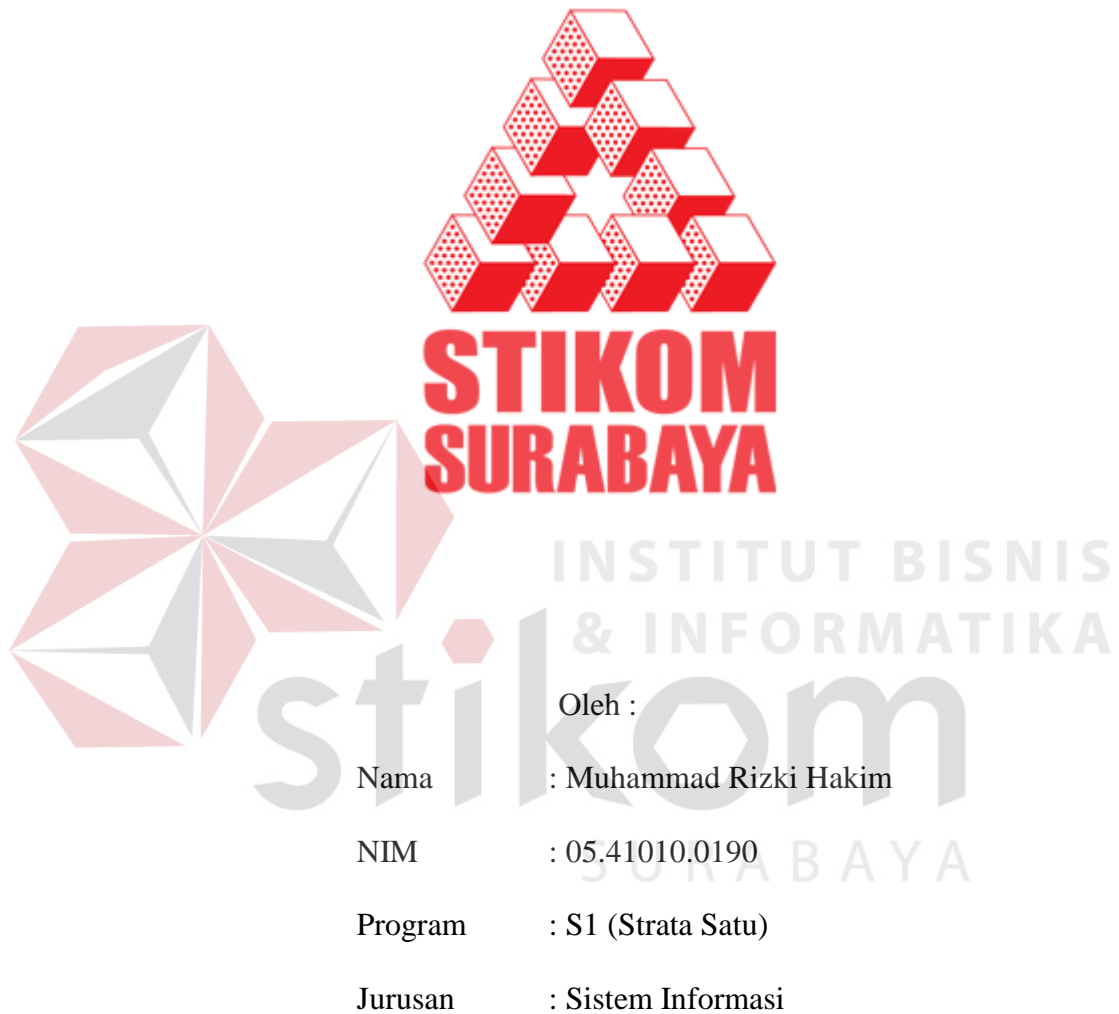 STIKOM
SURABAYA
INSTITUT BISNIS
& INFORMATIKA
stikom
SURABAYA
Oleh :
Nama : Muhammad Rizki Hakim
NIM : 05.41010.0190
Program : S1 (Strata Satu)
Jurusan : Sistem Informasi